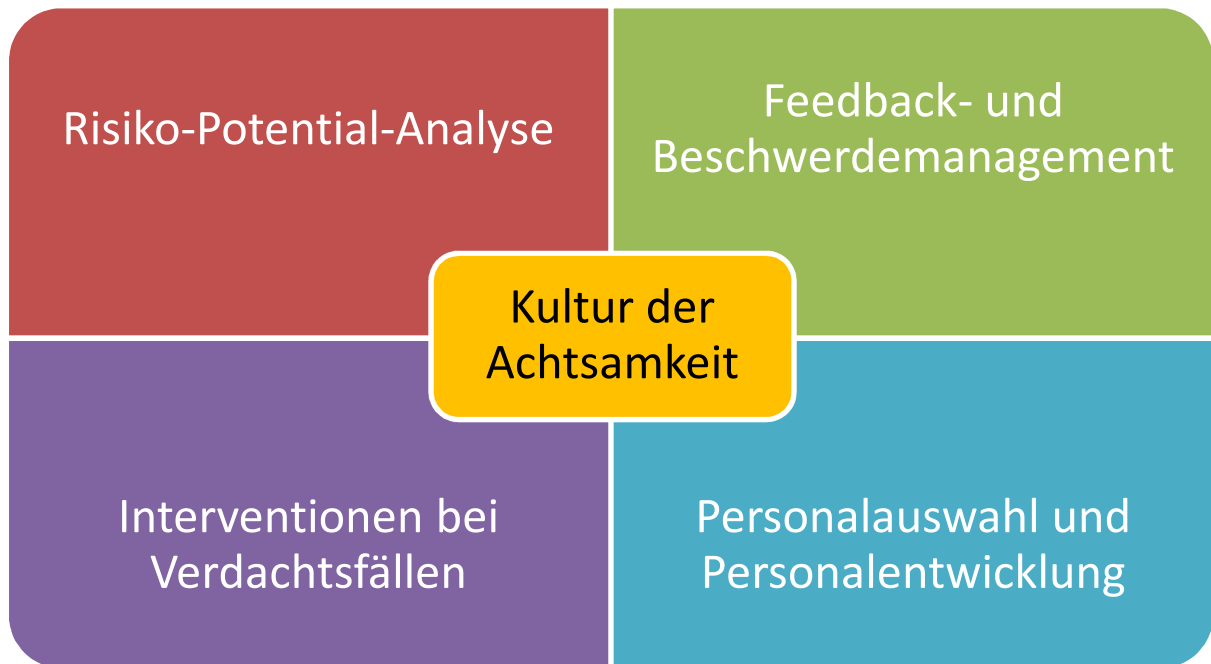 Risiko-Potential-Analyse
Feedback- und
Beschwerdemanagement
Kultur der
Achtsamkeit
Interventionen bei
Verdachtsfällen
Personalauswahl und
Personalentwicklung